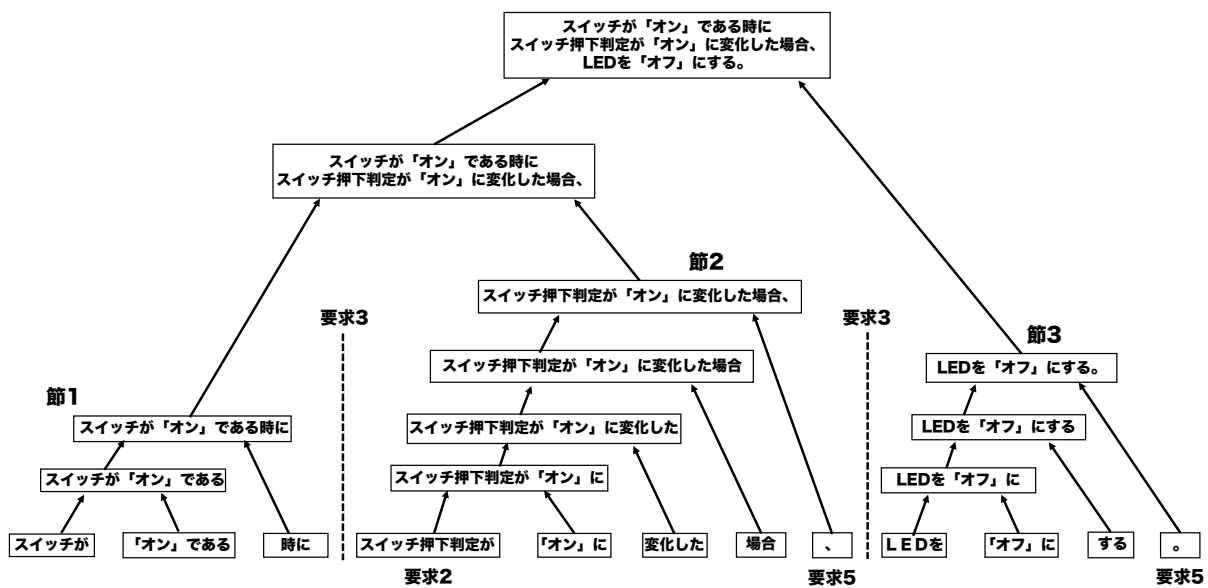 スイッチが「オン」である時に
スイッチ押下判定が「オン」に変化した場合、
LEDを「オフ」にする。
スイッチが「オン」である時に
スイッチ押下判定が「オン」に変化した場合、
節2
スイッチ押下判定が「オン」に変化した場合、
要求3
要求3
節3
スイッチ押下判定が「オン」に変化した場合
LEDを「オフ」にする。
節1
スイッチが「オン」である時に
スイッチ押下判定が「オン」に変化した
LEDを「オフ」にする
スイッチが「オン」である
スイッチ押下判定が「オン」に
LEDを「オフ」に
スイッチが
「オン」である
時に
スイッチ押下判定が
「オン」に
変化した
場合
、
ＬＥＤを
「オフ」に
する
。
要求2
要求5
要求5